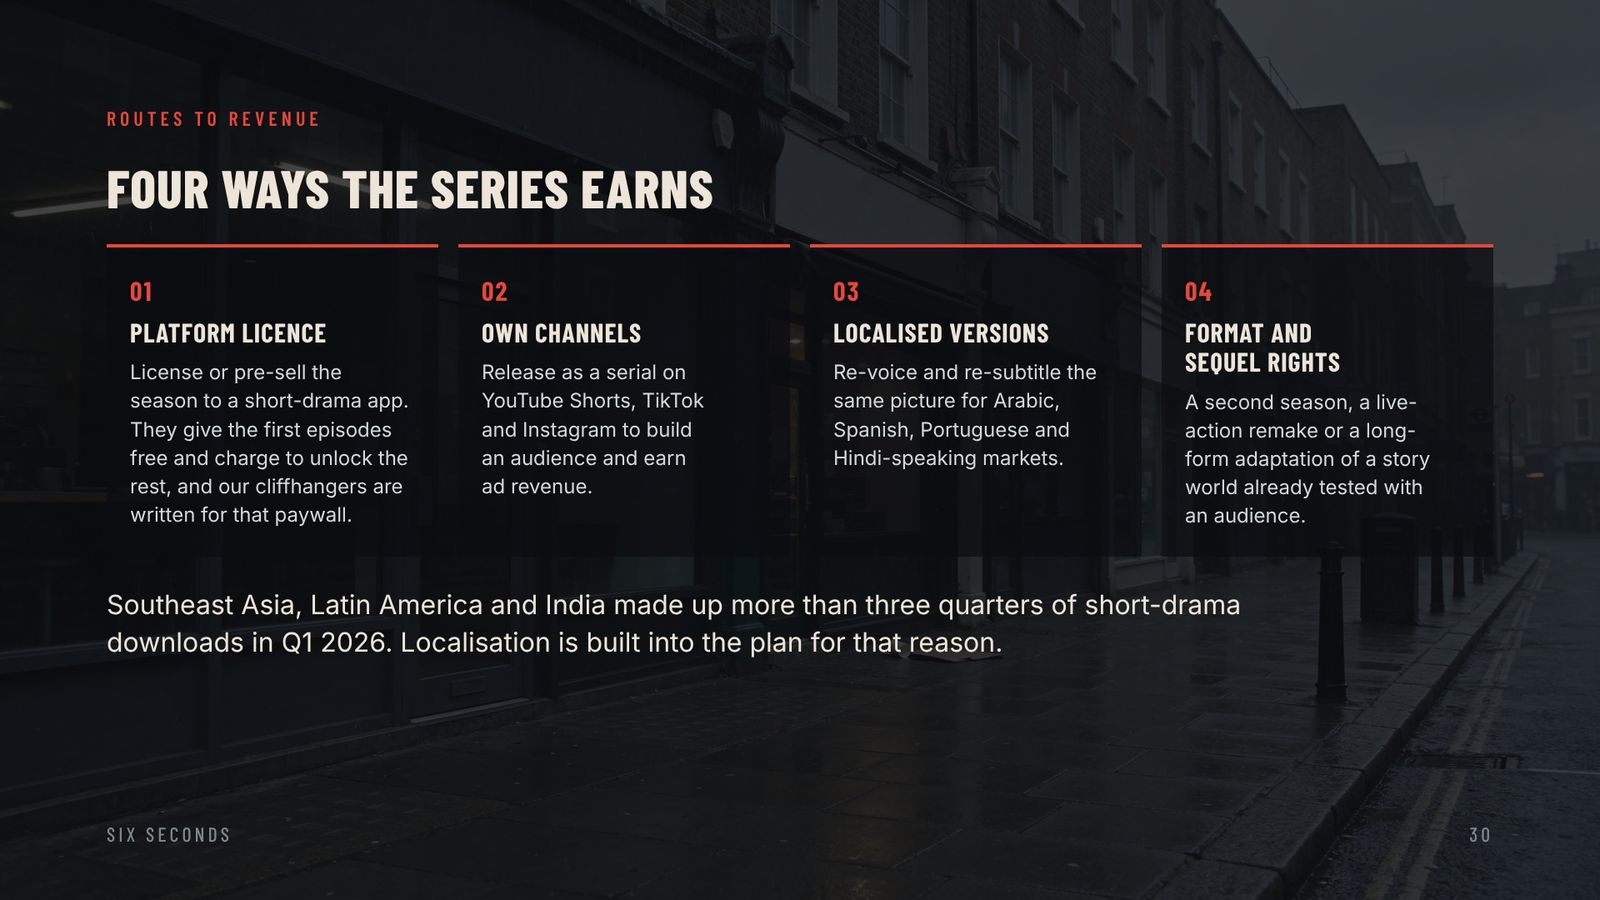 ROUTES TO REVENUE
FOUR WAYS THE SERIES EARNS
01
PLATFORM LICENCE
License or pre-sell the
season to a short-drama app.
They give the first episodes
free and charge to unlock the
rest, and our cliffhangers are
written for that paywall.
02
OWN CHANNELS
Release as a serial on
YouTube Shorts, TikTok
and Instagram to build
an audience and earn
ad revenue.
03
LOCALISED VERSIONS
Re-voice and re-subtitle the
same picture for Arabic,
Spanish, Portuguese and
Hindi-speaking markets.
04
FORMAT AND
SEQUEL RIGHTS
A second season, a live-
action remake or a long-
form adaptation of a story
world already tested with
an audience.
Southeast Asia, Latin America and India made up more than three quarters of short-drama
downloads in Q1 2026. Localisation is built into the plan for that reason.
SIX SECONDS
30